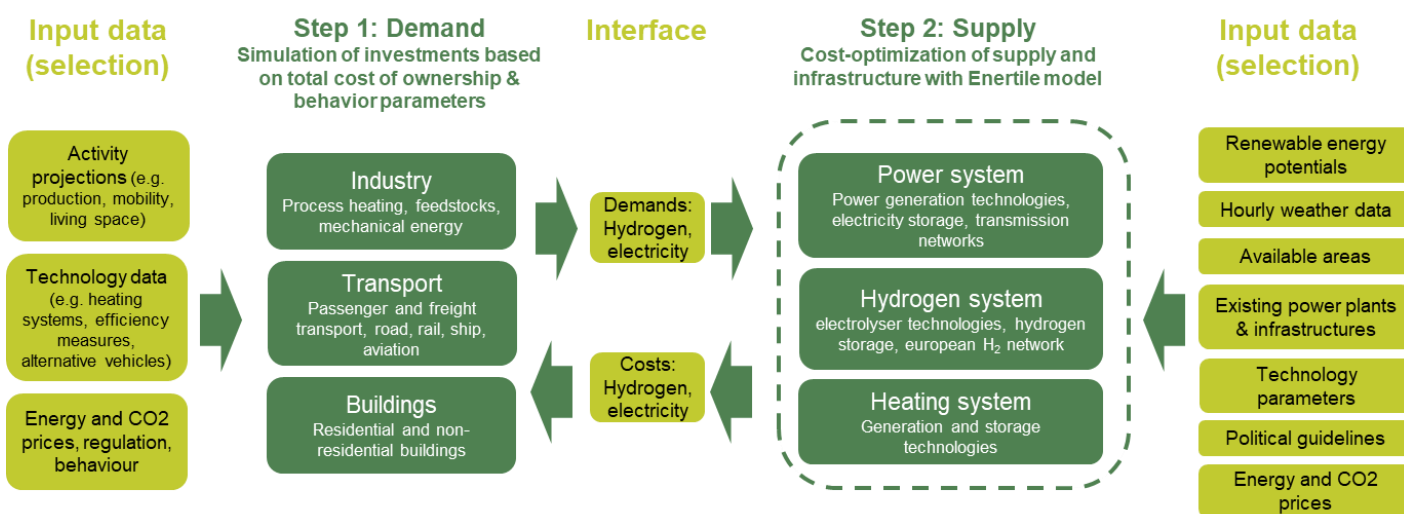 Input data
(selection)
Activity
projections (e.g.
production, mobility,
living space)
Technology data
(e.g. heating
systems, efficiency
measures,
alternative vehicles)
Energy and CO2
prices, regulation,
behaviour
Step 1: Demand
Simulation of investments based
on total cost of ownership &
behavior parameters
Industry
Process heating, feedstocks,
mechanical energy
Transport
Passenger and freight
transport, road, rail, ship,
aviation
Buildings
Residential and non-
residential buildings
Interface
Demands:
Hydrogen,
electricity
Costs:
Hydrogen,
electricity
Step 2: Supply
Cost-optimization of supply and
infrastructure with Enertile model
Power system
Power generation technologies,
electricity storage, transmission
networks
Hydrogen system
electrolyser technologies, hydrogen
storage, european H₂ network
Heating system
Generation and storage
technologies
Input data
(selection)
Renewable energy
potentials
Hourly weather data
Available areas
Existing power plants
& infrastructures
Technology
parameters
Political guidelines
Energy and CO2
prices